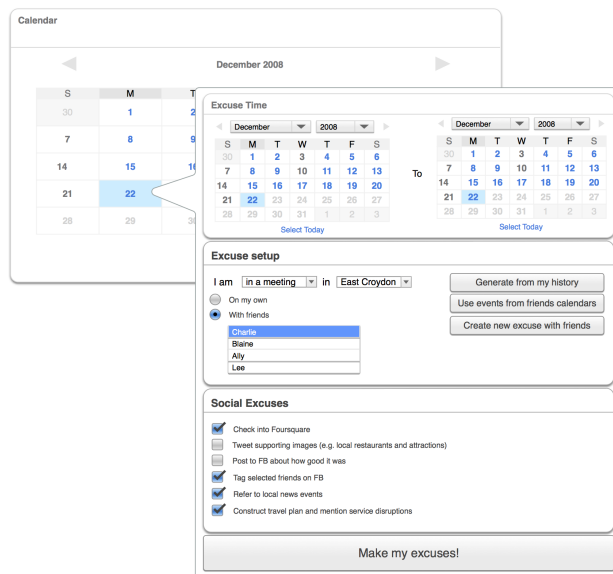 Calendar
December 2008
S M T
30 1 2
7 8 9
14 15 16
21 22
28 29 30
Excuse Time
December 2008
S M T W T F S
30 1 2 3 4 5 6
7 8 9 10 11 12 13
14 15 16 17 18 19 20
21 22 23 24 25 26 27
28 29 30 31 1 2 3
Select Today
To
December 2008
S M T W T F S
30 1 2 3 4 5 6
7 8 9 10 11 12 13
14 15 16 17 18 19 20
21 22 23 24 25 26 27
28 29 30 31 1 2 3
Select Today
Excuse setup
I am in a meeting in East Croydon
On my own
With friends
Charlie
Blaine
Ally
Lee
Generate from my history
Use events from friends calendars
Create new excuse with friends
Social Excuses
Check into Foursquare
Tweet supporting images (e.g. local restaurants and attractions)
Post to FB about how good it was
Tag selected friends on FB
Refer to local news events
Construct travel plan and mention service disruptions
Make my excuses!